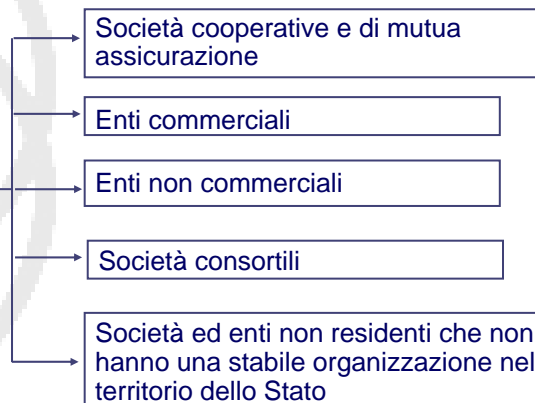 Società cooperative e di mutua
assicurazione
Enti commerciali
Enti non commerciali
Società consortili
Società ed enti non residenti che non
hanno una stabile organizzazione nel
territorio dello Stato